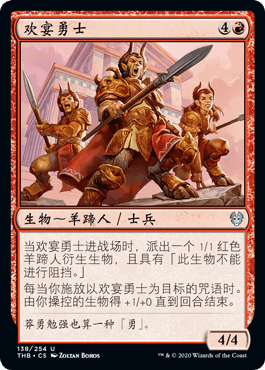 欢宴勇士 4
生物～羊蹄人／士兵
当欢宴勇士进战场时，派出一个 1/1 红色
羊蹄人衍生生物，且具有「此生物不能
进行阻挡。」
每当你施放以欢宴勇士为目标的咒语时，
由你操控的生物得 +1/+0 直到回合结束。
莽勇勉强也算一种「勇」。
4/4
138/254 U
THB • CS ZOLTAN BOROS
™ & © 2020 Wizards of the Coast